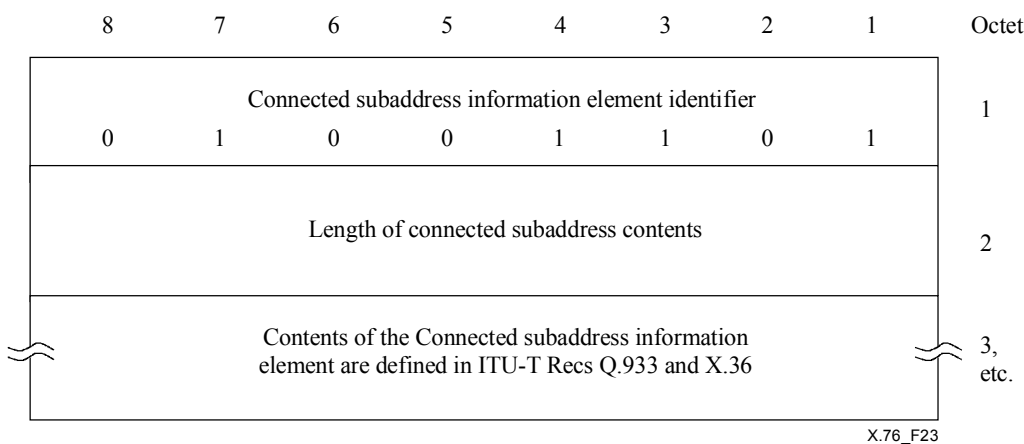 8 7 6 5 4 3 2 1 Octet
Connected subaddress information element identifier
1
0 1 0 0 1 1 0 1
Length of connected subaddress contents
2
Contents of the Connected subaddress information
element are defined in ITU-T Recs Q.933 and X.36
3,
etc.
X.76_F23